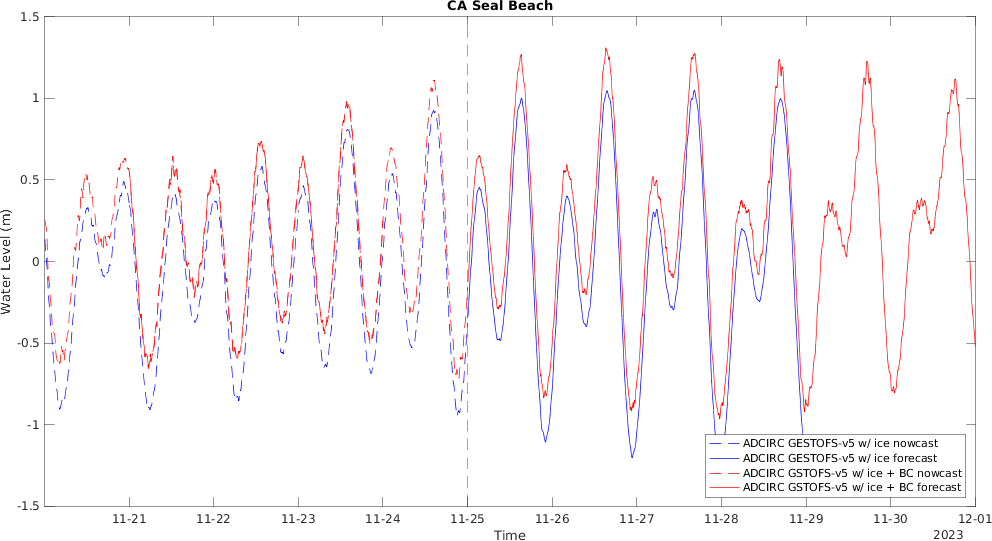 CA Seal Beach
1.5
1
0.5
0
-0.5
-1
-1.5
Water Level (m)
11-21 11-22 11-23 11-24 11-25 11-26 11-27 11-28 11-29 11-30 12-01
Time
2023
ADCIRC GESTOFS-v5 w/ ice nowcast
ADCIRC GESTOFS-v5 w/ ice forecast
ADCIRC GSTOFS-v5 w/ ice + BC nowcast
ADCIRC GSTOFS-v5 w/ ice + BC forecast